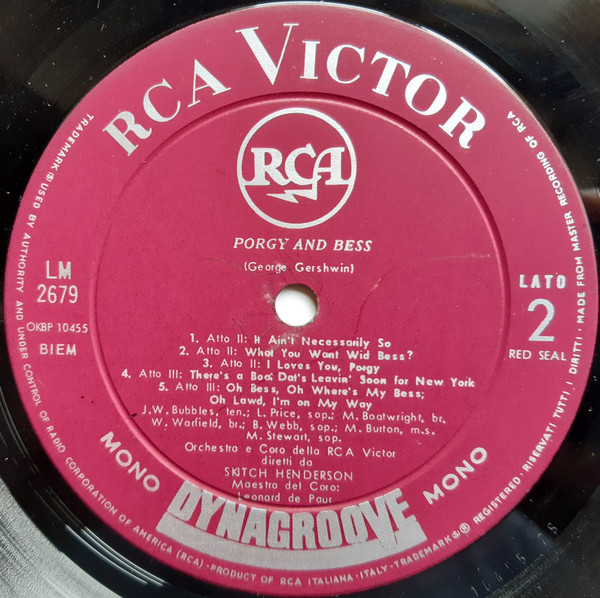 RCA VICTOR
RCA
PORGY AND BESS
(George Gershwin)
LM
2679
OKBP 10455
BIEM
LATO
2
RED SEAL
1. Atto II: It Ain't Necessarily So
2. Atto II: What You Want Wid Bess?
3. Atto II: I Loves You, Porgy
4. Atto III: There's a Boat Dat's Leavin' Soon for New York
5. Atto III: Oh Bess, Oh Where's My Bess;
Oh Lawd, I'm on My Way
J.W. Bubbles, ten.; L. Price, sop.; M. Boatwright, br.
W. Warfield, br.; B. Webb, sop.; M. Burton, m.s.
M. Stewart, sop.
Orchestra e Coro della RCA Victor
diretti da
SKITCH HENDERSON
Maestro del Coro:
Leonard de Paur
MONO
DYNAGROOVE
MONO
TRADEMARK ® USED BY AUTHORITY AND UNDER CONTROL OF RADIO CORPORATION OF AMERICA (RCA) · PRODUCT OF RCA ITALIANA · ITALY · TRADEMARK ® REGISTERED · RISERVATI TUTTI I DIRITTI · MADE FROM MASTER RECORDING OF RCA